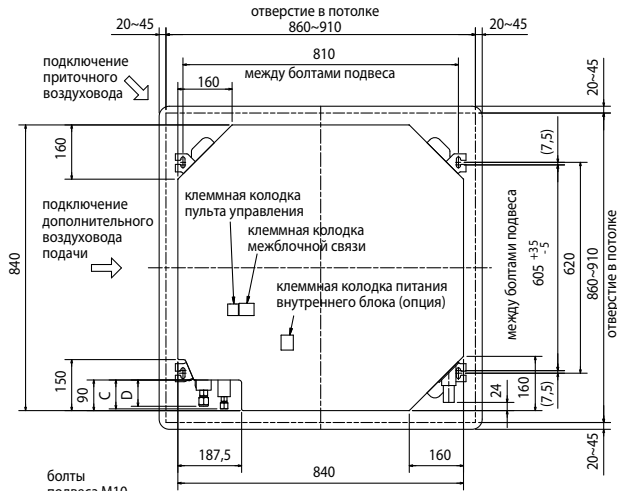 отверстие в потолке
20~45
860~910
20~45
810
между болтами подвеса
подключение
приточного
воздуховода
160
20~45
160
(7,5)
клеммная колодка
пульта управления
клеммная колодка
межблочной связи
клеммная колодка питания
внутреннего блока (опция)
подключение
дополнительного
воздуховода
подачи
840
между болтами подвеса
605 +35 -5
620
860~910
отверстие в потолке
150
90
C
D
24
160
(7,5)
187,5
160
840
20~45
болты
подвеса М10